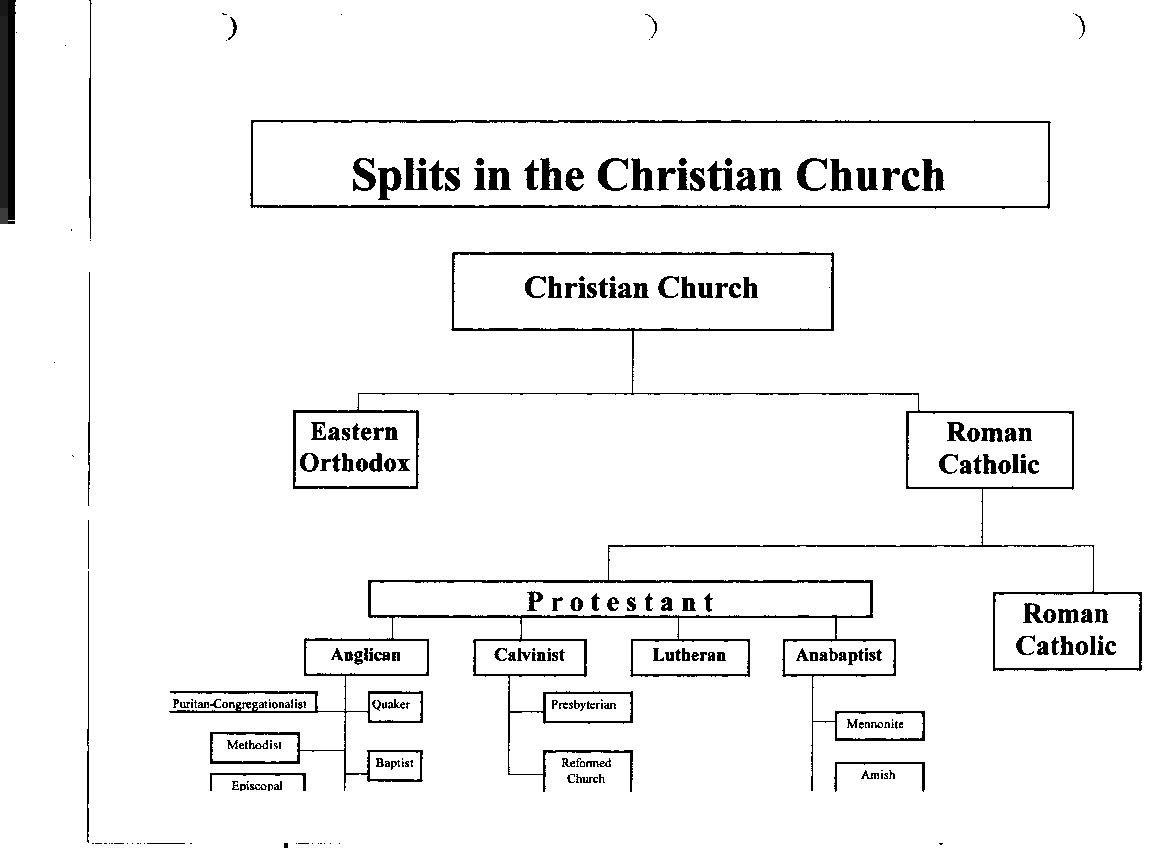 Splits in the Christian Church
Christian Church
Eastern
Orthodox
Roman
Catholic
Protestant
Roman
Catholic
Anglican
Calvinist
Lutheran
Anabaptist
Puritan-Congregationalist
Quaker
Presbyterian
Mennonite
Methodist
Baptist
Reformed
Church
Amish
Episcopal